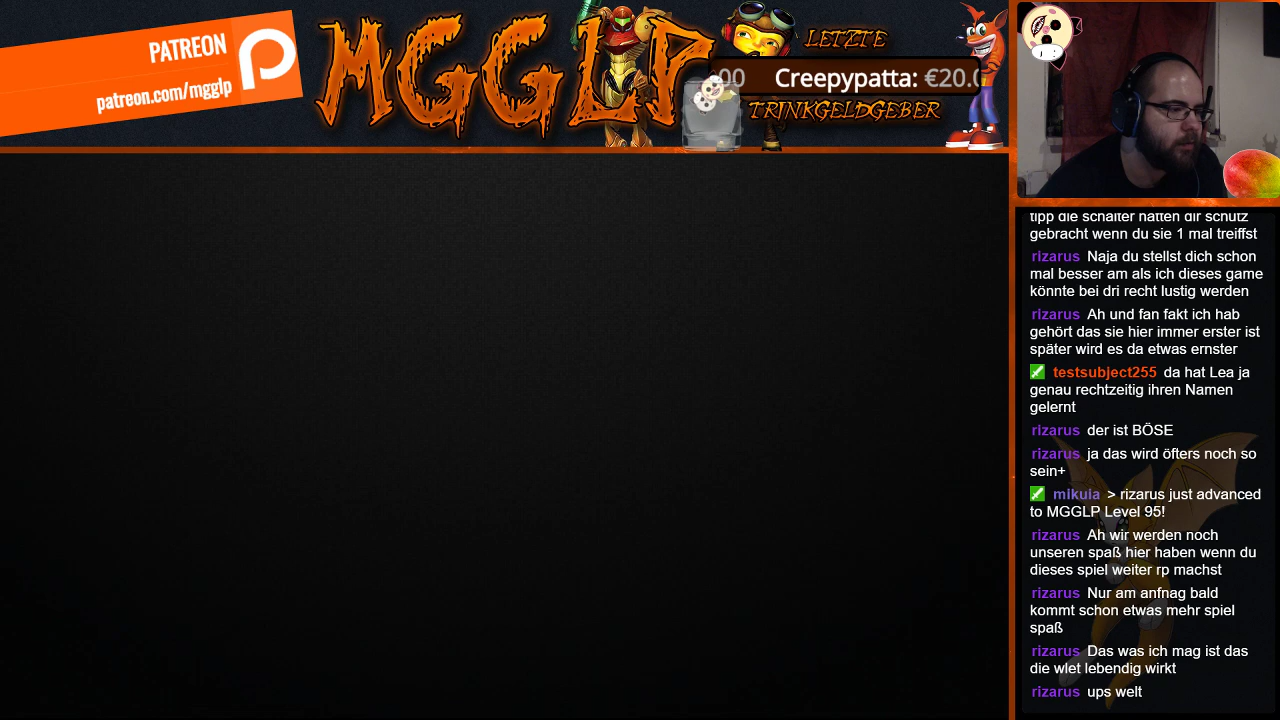 PATREON
patreon.com/mgglp
MGGLP
LETZTE
00 Creepypatta: €20.0
TRINKGELDGEBER
tipp die schalter hätten dir schutz
gebracht wenn du sie 1 mal treiffst
rizarus Naja du stellst dich schon
mal besser am als ich dieses game
könnte bei dri recht lustig werden
rizarus Ah und fan fakt ich hab
gehört das sie hier immer erster ist
später wird es da etwas ernster
testsubject255 da hat Lea ja
genau rechtzeitig ihren Namen
gelernt
rizarus der ist BÖSE
rizarus ja das wird öfters noch so
sein+
mikuia > rizarus just advanced
to MGGLP Level 95!
rizarus Ah wir werden noch
unseren spaß hier haben wenn du
dieses spiel weiter rp machst
rizarus Nur am anfnag bald
kommt schon etwas mehr spiel
spaß
rizarus Das was ich mag ist das
die wlet lebendig wirkt
rizarus ups welt